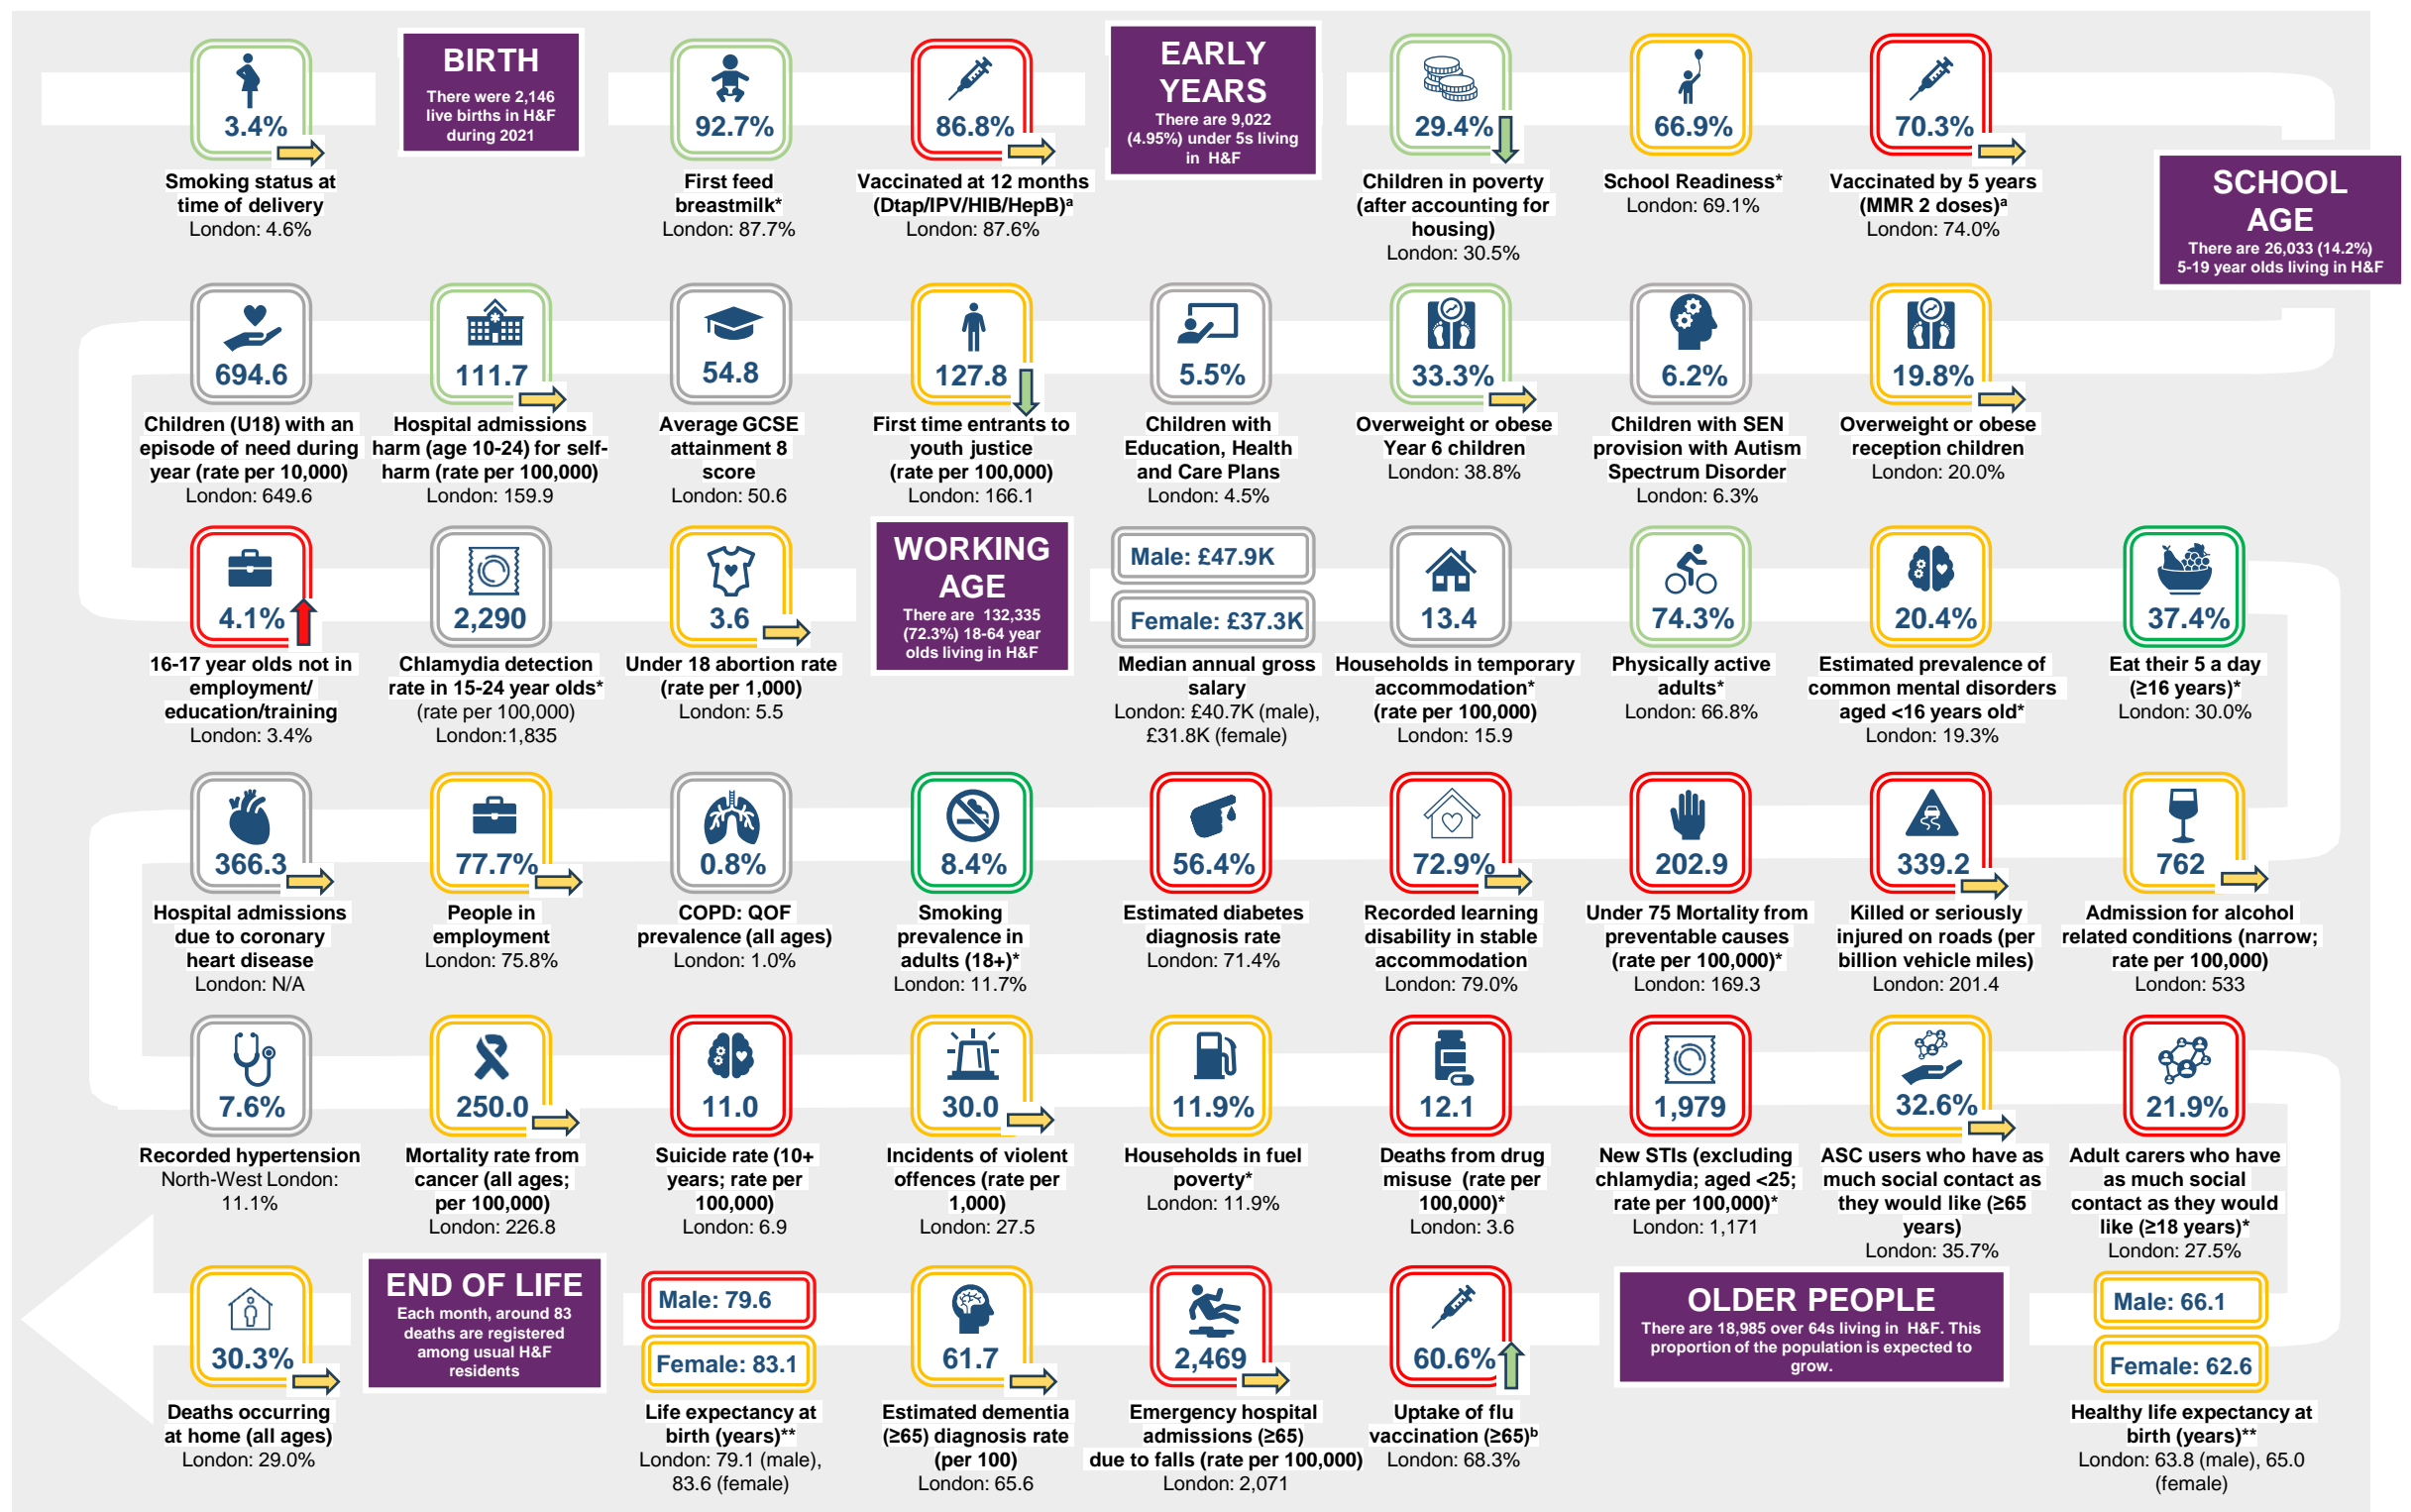 3.4%
Smoking status at
time of delivery
London: 4.6%
BIRTH
There were 2,146
live births in H&F
during 2021
92.7%
First feed
breastmilk*
London: 87.7%
86.8%
Vaccinated at 12 months
(Dtap/IPV/HIB/HepB)ª
London: 87.6%
EARLY
YEARS
There are 9,022
(4.95%) under 5s living
in H&F
29.4%
Children in poverty
(after accounting for
housing)
London: 30.5%
66.9%
School Readiness*
London: 69.1%
70.3%
Vaccinated by 5 years
(MMR 2 doses)ª
London: 74.0%
SCHOOL
AGE
There are 26,033 (14.2%)
5-19 year olds living in H&F
694.6
Children (U18) with an
episode of need during
year (rate per 10,000)
London: 649.6
111.7
Hospital admissions
harm (age 10-24) for self-
harm (rate per 100,000)
London: 159.9
54.8
Average GCSE
attainment 8
score
London: 50.6
127.8
First time entrants to
youth justice
(rate per 100,000)
London: 166.1
5.5%
Children with
Education, Health
and Care Plans
London: 4.5%
33.3%
Overweight or obese
Year 6 children
London: 38.8%
6.2%
Children with SEN
provision with Autism
Spectrum Disorder
London: 6.3%
19.8%
Overweight or obese
reception children
London: 20.0%
4.1%
16-17 year olds not in
employment/
education/training
London: 3.4%
2,290
Chlamydia detection
rate in 15-24 year olds*
(rate per 100,000)
London:1,835
3.6
Under 18 abortion rate
(rate per 1,000)
London: 5.5
WORKING
AGE
There are 132,335
(72.3%) 18-64 year
olds living in H&F
Male: £47.9K
Female: £37.3K
Median annual gross
salary
London: £40.7K (male),
£31.8K (female)
13.4
Households in temporary
accommodation*
(rate per 100,000)
London: 15.9
74.3%
Physically active
adults*
London: 66.8%
20.4%
Estimated prevalence of
common mental disorders
aged <16 years old*
London: 19.3%
37.4%
Eat their 5 a day
(≥16 years)*
London: 30.0%
366.3
Hospital admissions
due to coronary
heart disease
London: N/A
77.7%
People in
employment
London: 75.8%
0.8%
COPD: QOF
prevalence (all ages)
London: 1.0%
8.4%
Smoking
prevalence in
adults (18+)*
London: 11.7%
56.4%
Estimated diabetes
diagnosis rate
London: 71.4%
72.9%
Recorded learning
disability in stable
accommodation
London: 79.0%
202.9
Under 75 Mortality from
preventable causes
(rate per 100,000)*
London: 169.3
339.2
Killed or seriously
injured on roads (per
billion vehicle miles)
London: 201.4
762
Admission for alcohol
related conditions (narrow;
rate per 100,000)
London: 533
7.6%
Recorded hypertension
North-West London:
11.1%
250.0
Mortality rate from
cancer (all ages;
per 100,000)
London: 226.8
11.0
Suicide rate (10+
years; rate per
100,000)
London: 6.9
30.0
Incidents of violent
offences (rate per
1,000)
London: 27.5
11.9%
Households in fuel
poverty*
London: 11.9%
12.1
Deaths from drug
misuse (rate per
100,000)*
London: 3.6
1,979
New STIs (excluding
chlamydia; aged <25;
rate per 100,000)*
London: 1,171
32.6%
ASC users who have as
much social contact as
they would like (≥65
years)
London: 35.7%
21.9%
Adult carers who have
as much social
contact as they would
like (≥18 years)*
London: 27.5%
30.3%
Deaths occurring
at home (all ages)
London: 29.0%
END OF LIFE
Each month, around 83
deaths are registered
among usual H&F
residents
Male: 79.6
Female: 83.1
Life expectancy at
birth (years)**
London: 79.1 (male),
83.6 (female)
61.7
Estimated dementia
(≥65) diagnosis rate
(per 100)
London: 65.6
2,469
Emergency hospital
admissions (≥65)
due to falls (rate per 100,000)
London: 2,071
60.6%
Uptake of flu
vaccination (≥65)ᵇ
London: 68.3%
OLDER PEOPLE
There are 18,985 over 64s living in H&F. This
proportion of the population is expected to
grow.
Male: 66.1
Female: 62.6
Healthy life expectancy at
birth (years)**
London: 63.8 (male), 65.0
(female)